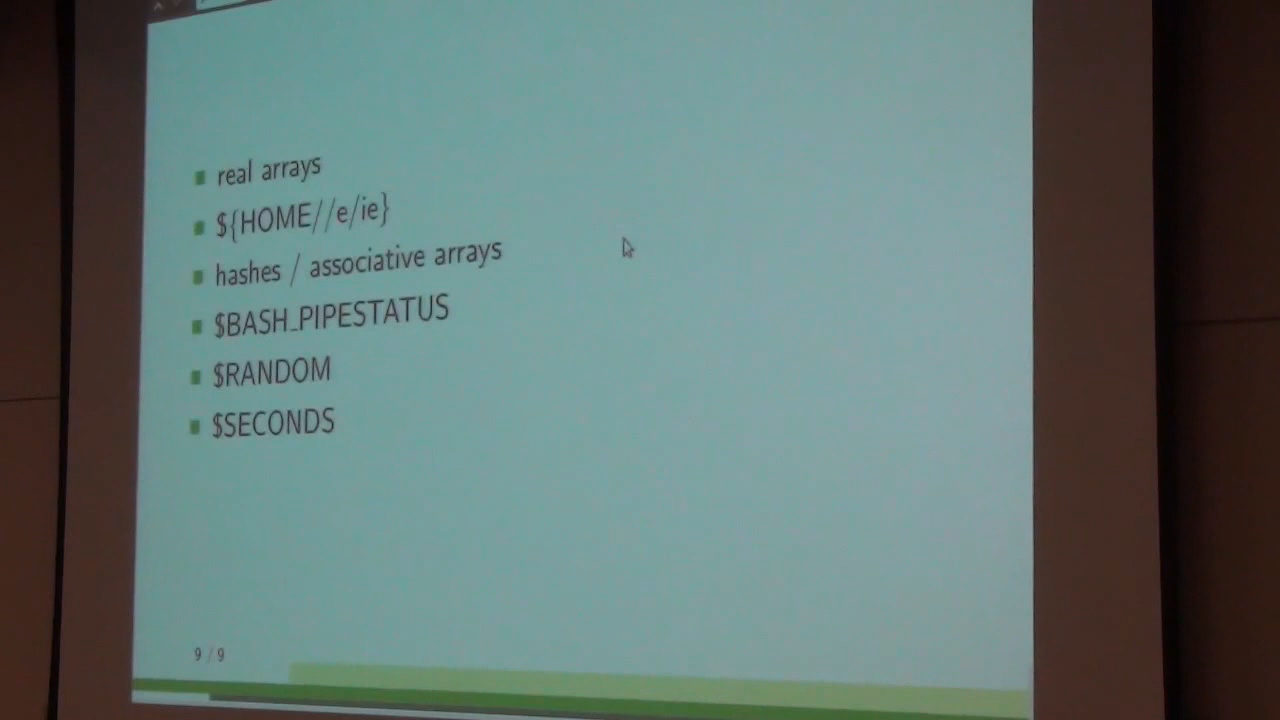 real arrays
${HOME//e/ie}
hashes / associative arrays
$BASH_PIPESTATUS
$RANDOM
$SECONDS
9 / 9